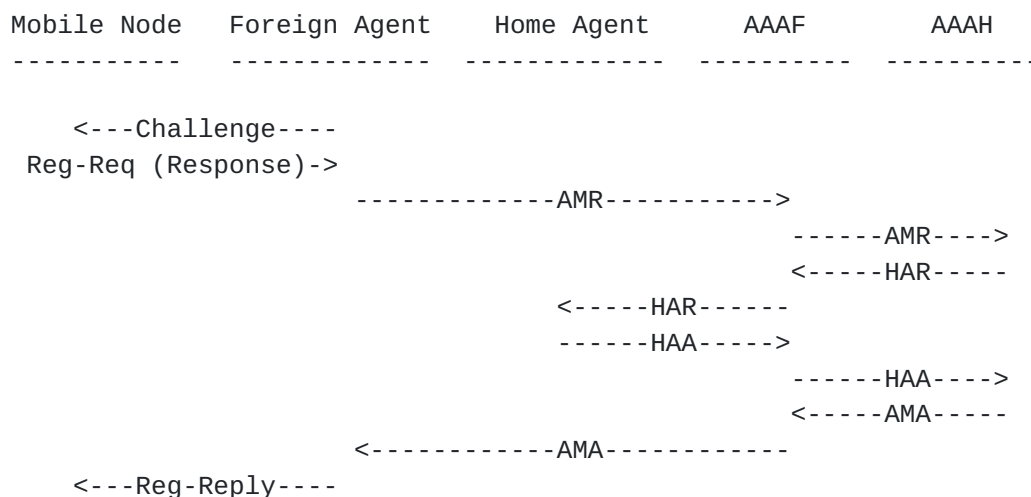 Mobile Node   Foreign Agent    Home Agent      AAAF            AAAH
-----------   -------------  -------------  ----------  ----------
    <---Challenge----
 Reg-Req (Response)->
                      -------------AMR----------->
                                                  ------AMR---->
                                                  <-----HAR-----
                                   <-----HAR------
                                   ------HAA----->
                                                  ------HAA---->
                                                  <-----AMA-----
                      <------------AMA------------
    <---Reg-Reply----